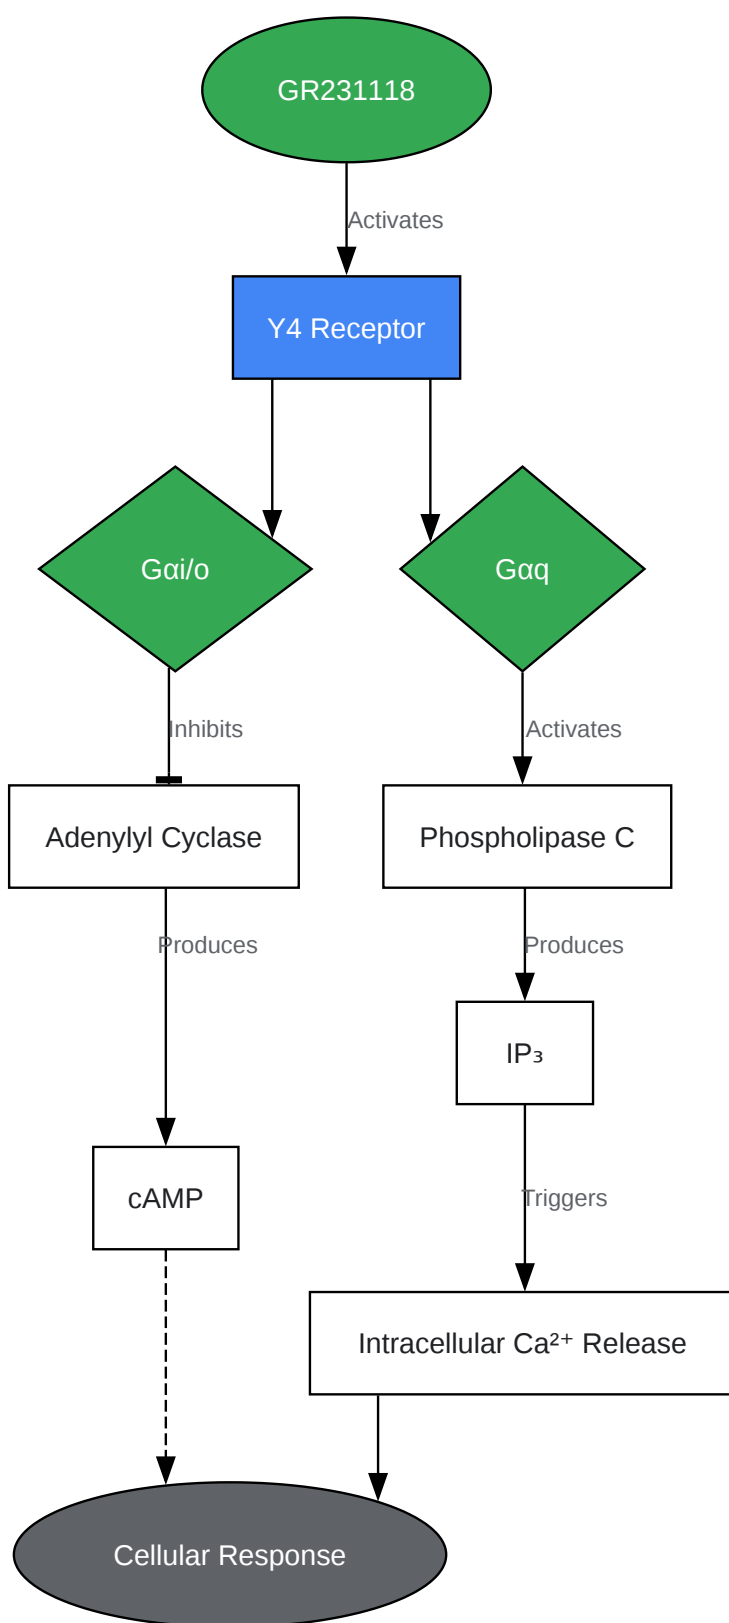 GR231118
Activates
Y4 Receptor
Gαi/o
Gαq
Inhibits
Activates
Adenylyl Cyclase
Phospholipase C
Produces
Produces
IP₃
Triggers
cAMP
Intracellular Ca²⁺ Release
Cellular Response